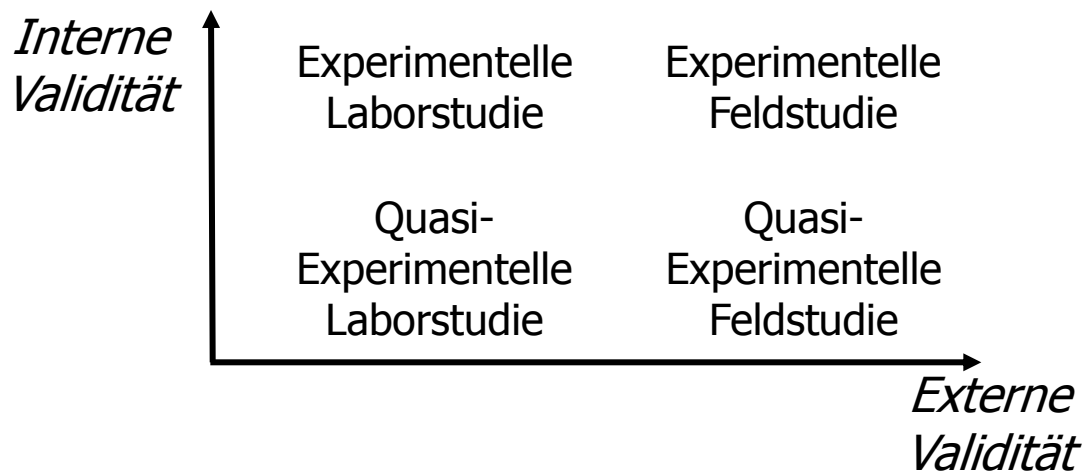 Interne
Validität
Experimentelle
Laborstudie
Experimentelle
Feldstudie
Quasi-
Experimentelle
Laborstudie
Quasi-
Experimentelle
Feldstudie
Externe
Validität